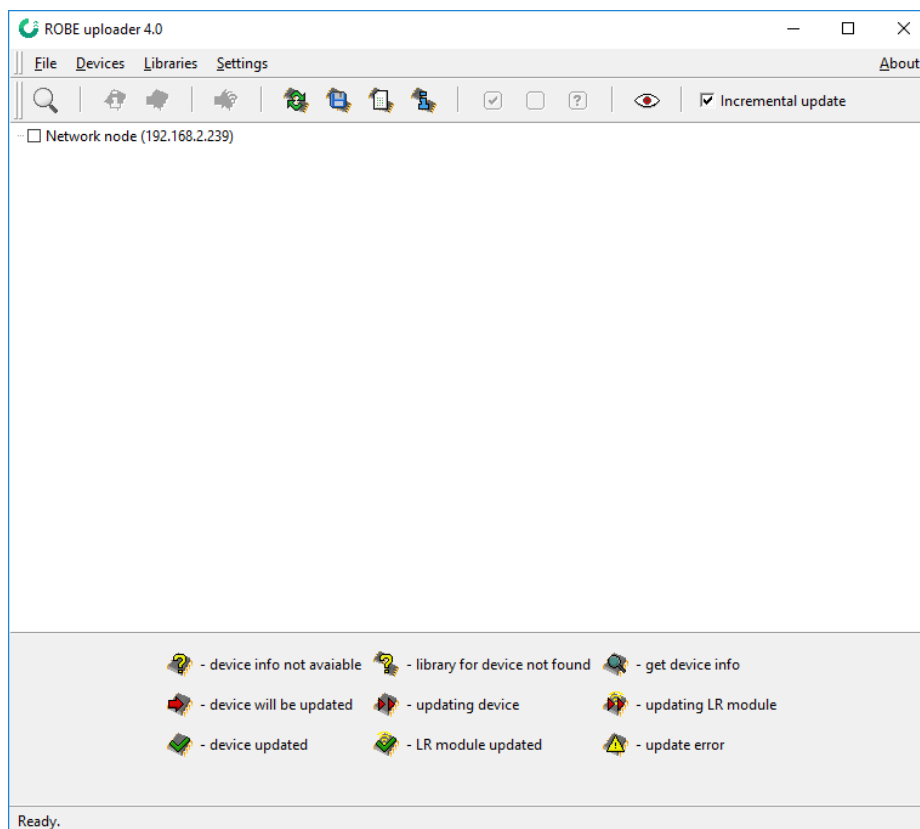 ROBE uploader 4.0
File Devices Libraries Settings About
Incremental update
Network node (192.168.2.239)
- device info not avaiable - library for device not found - get device info
- device will be updated - updating device - updating LR module
- device updated - LR module updated - update error
Ready.